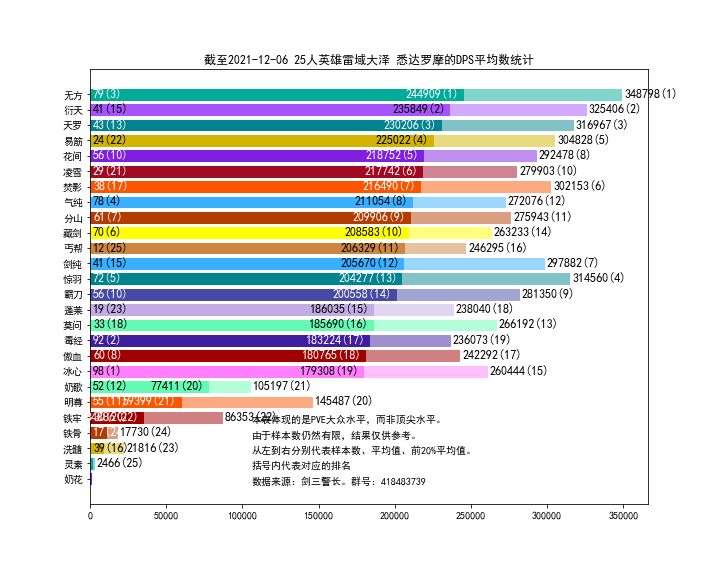 截至2021-12-06 25人英雄雷域大泽 悉达罗摩的DPS平均数统计
无方 79(3) 244909(1) 348798(1)
衍天 41(15) 235849(2) 325406(2)
天罗 43(13) 230206(3) 316967(3)
易筋 24(22) 225022(4) 304828(5)
花间 56(10) 218752(5) 292478(8)
凌雪 29(21) 217742(6) 279903(10)
焚影 38(17) 216490(7) 302153(6)
气纯 78(4) 211054(8) 272076(12)
分山 61(7) 209906(9) 275943(11)
藏剑 70(6) 208583(10) 263233(14)
丐帮 12(25) 206329(11) 246295(16)
剑纯 41(15) 205670(12) 297882(7)
惊羽 72(5) 204277(13) 314560(4)
霸刀 56(10) 200558(14) 281350(9)
蓬莱 19(23) 186035(15) 238040(18)
莫问 33(18) 185690(16) 266192(13)
毒经 92(2) 183224(17) 236073(19)
傲血 60(8) 180765(18) 242292(17)
冰心 98(1) 179308(19) 260444(15)
奶歌 52(12) 77411(20) 105197(21)
明尊 55(11) 59399(21) 145487(20)
铁牢 86353(22)
本表体现的是PVE大众水平，而非顶尖水平。
铁骨 17 17730(24)
由于样本数仍然有限，结果仅供参考。
洗髓 39(16) 21816(23)
从左到右分别代表样本数、平均值、前20%平均值。
灵素 2466(25)
括号内代表对应的排名
奶花
数据来源：剑三警长。群号：418483739
0 50000 100000 150000 200000 250000 300000 350000